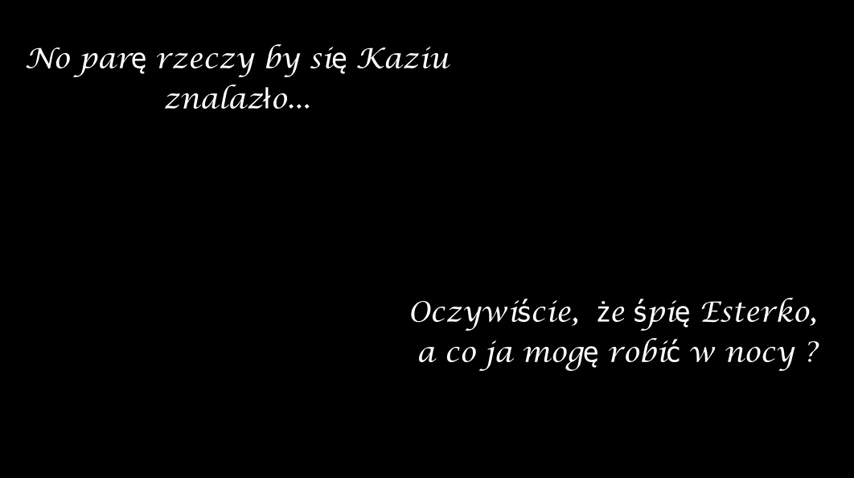 No parę rzeczy by się Kaziu
znalazło...
Oczywiście, że śpię Esterko,
a co ja mogę robić w nocy ?